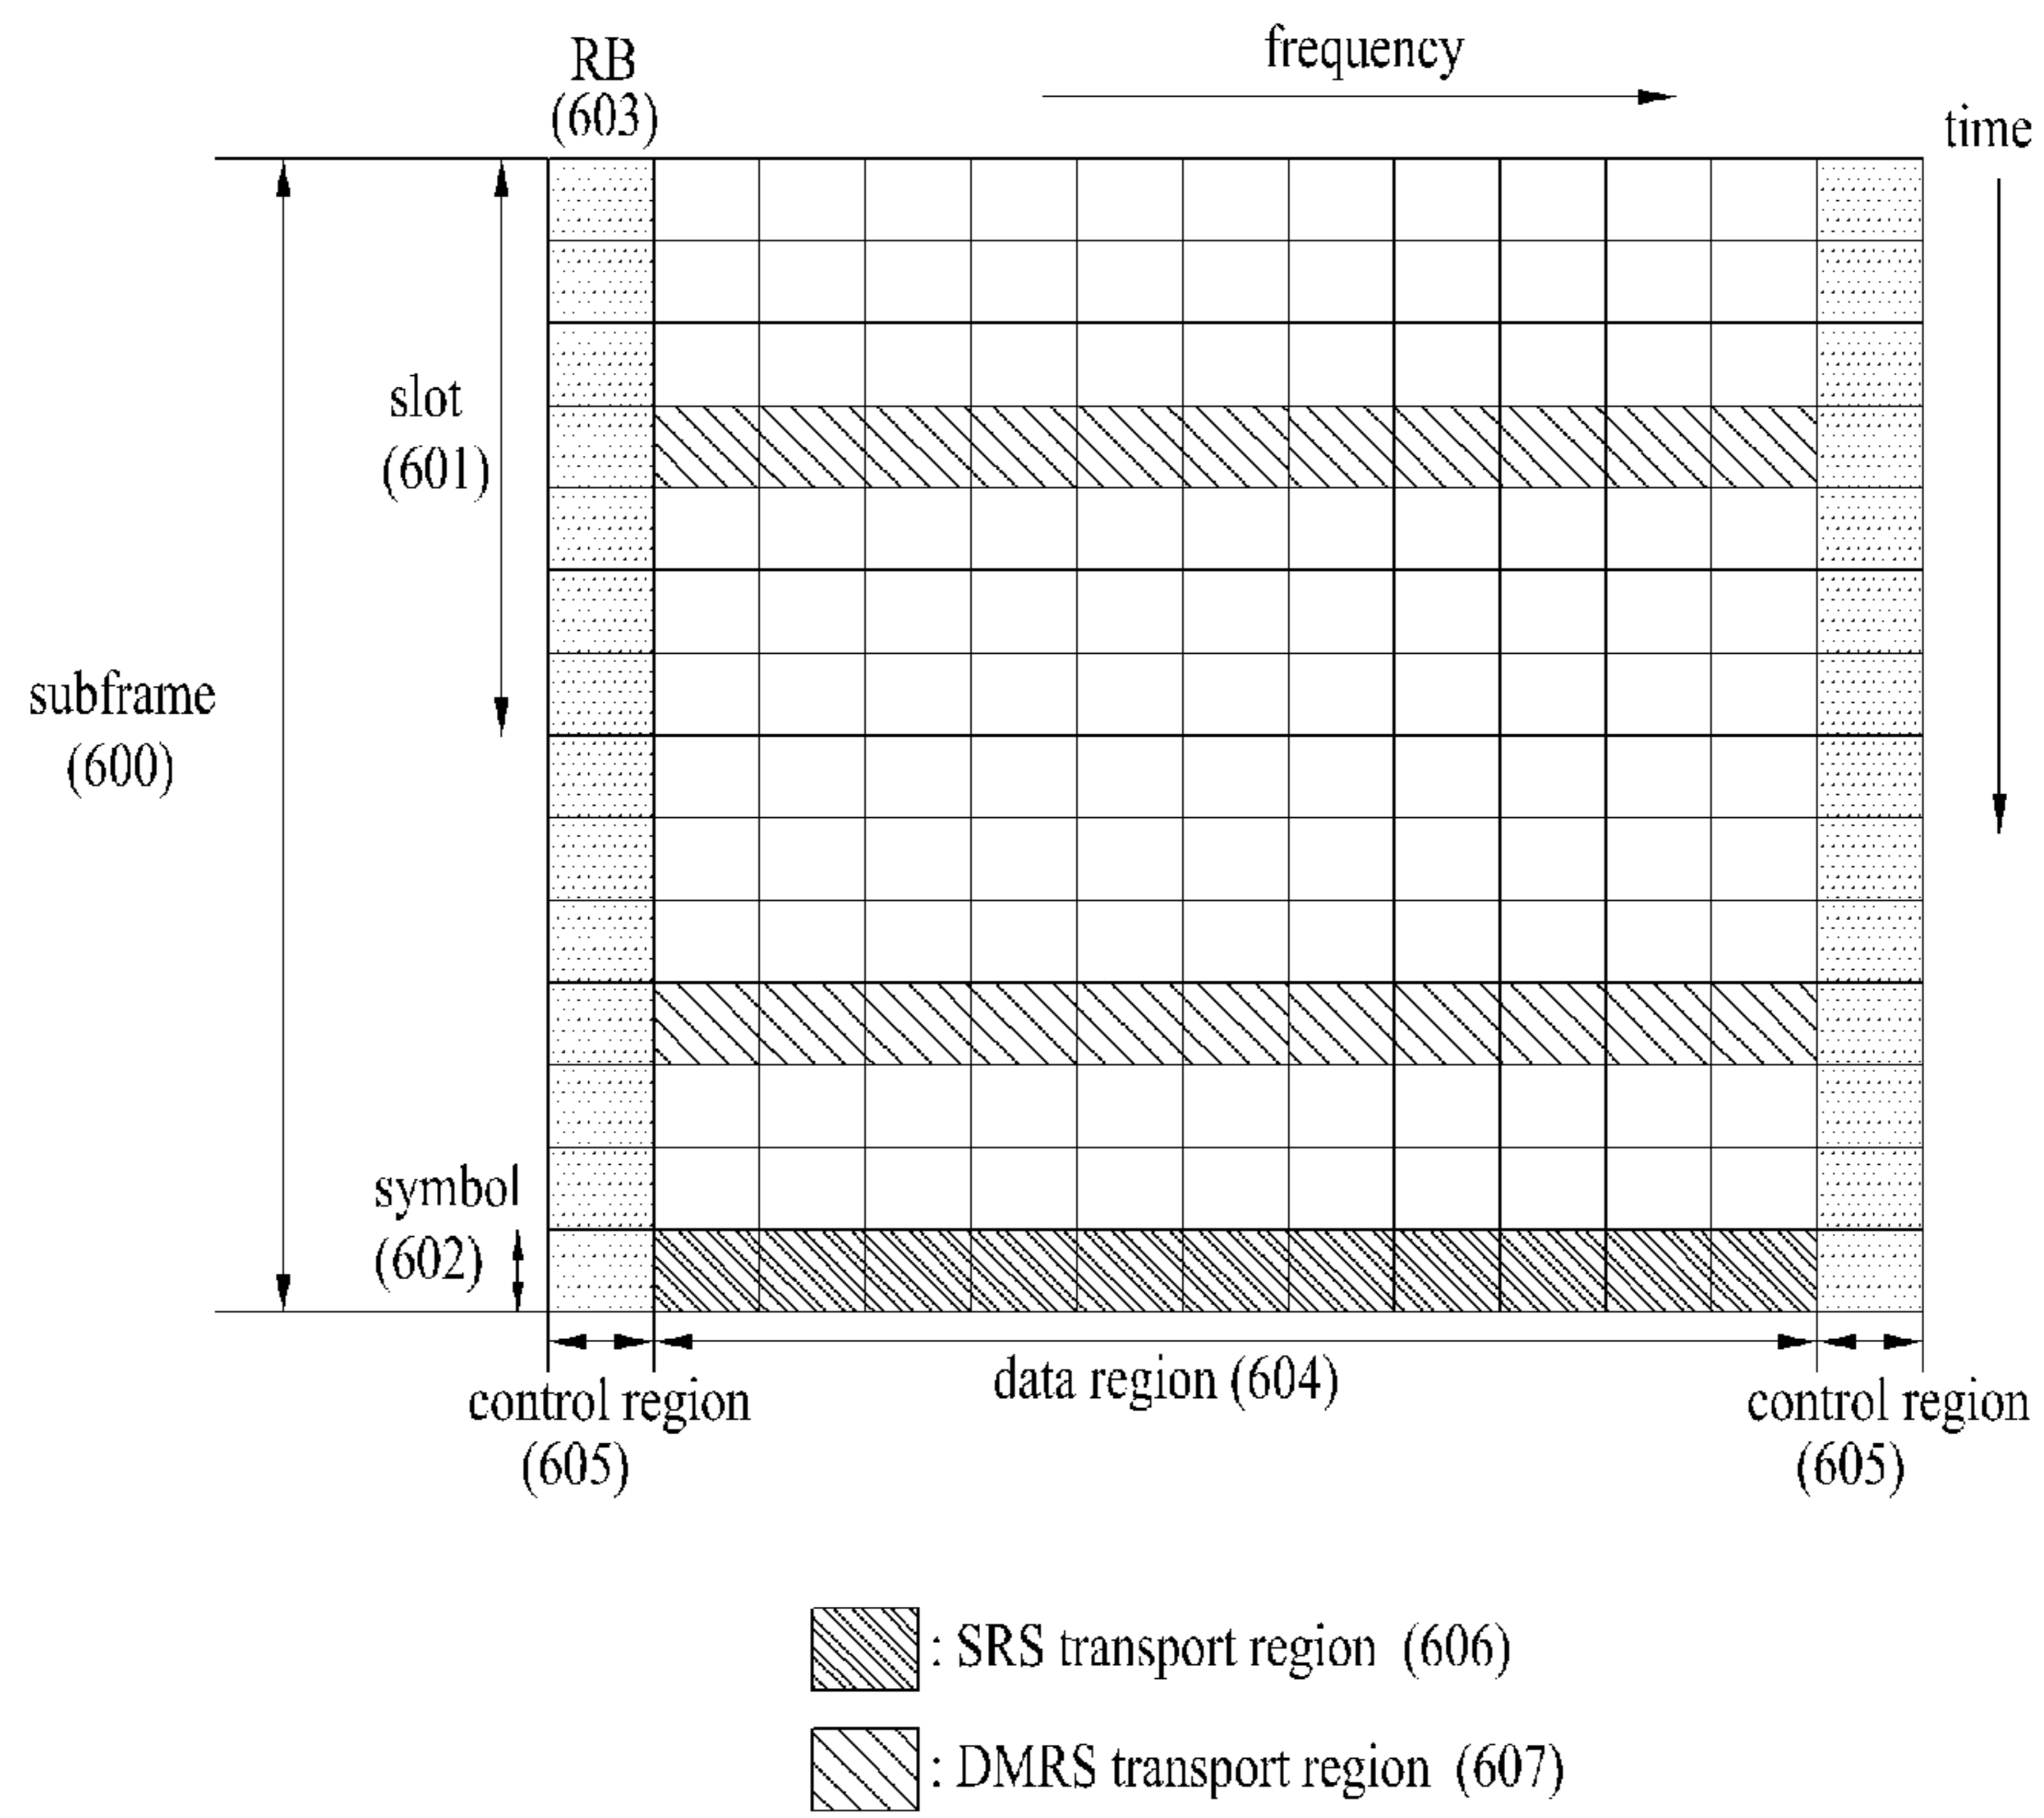 RB
(603)
frequency
time
slot
(601)
subframe
(600)
symbol
(602)
data region (604)
control region
(605)
control region
(605)
: SRS transport region (606)
: DMRS transport region (607)